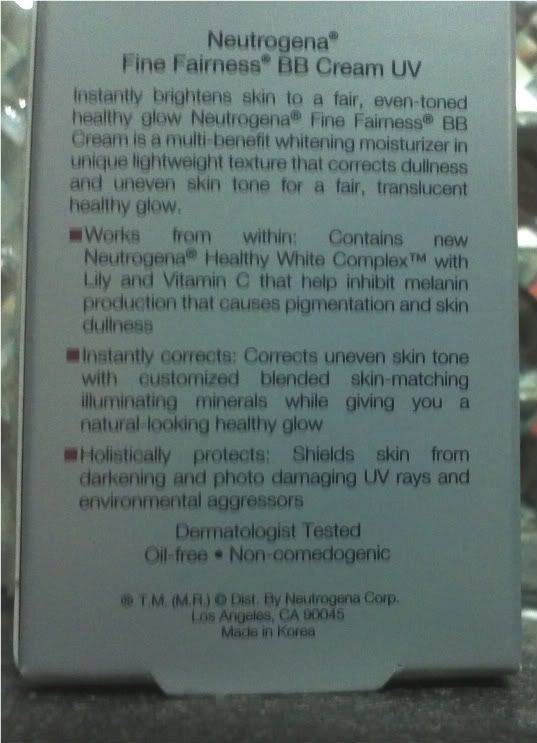 Neutrogena®
Fine Fairness® BB Cream UV
Instantly brightens skin to a fair, even-toned
healthy glow Neutrogena® Fine Fairness® BB
Cream is a multi-benefit whitening moisturizer in
unique lightweight texture that corrects dullness
and uneven skin tone for a fair, translucent
healthy glow.
■Works from within: Contains new
Neutrogena® Healthy White Complex™ with
Lily and Vitamin C that help inhibit melanin
production that causes pigmentation and skin
dullness
■Instantly corrects: Corrects uneven skin tone
with customized blended skin-matching
illuminating minerals while giving you a
natural-looking healthy glow
■Holistically protects: Shields skin from
darkening and photo damaging UV rays and
environmental aggressors
Dermatologist Tested
Oil-free • Non-comedogenic
® T.M. (M.R.) © Dist. By Neutrogena Corp.
Los Angeles, CA 90045
Made in Korea